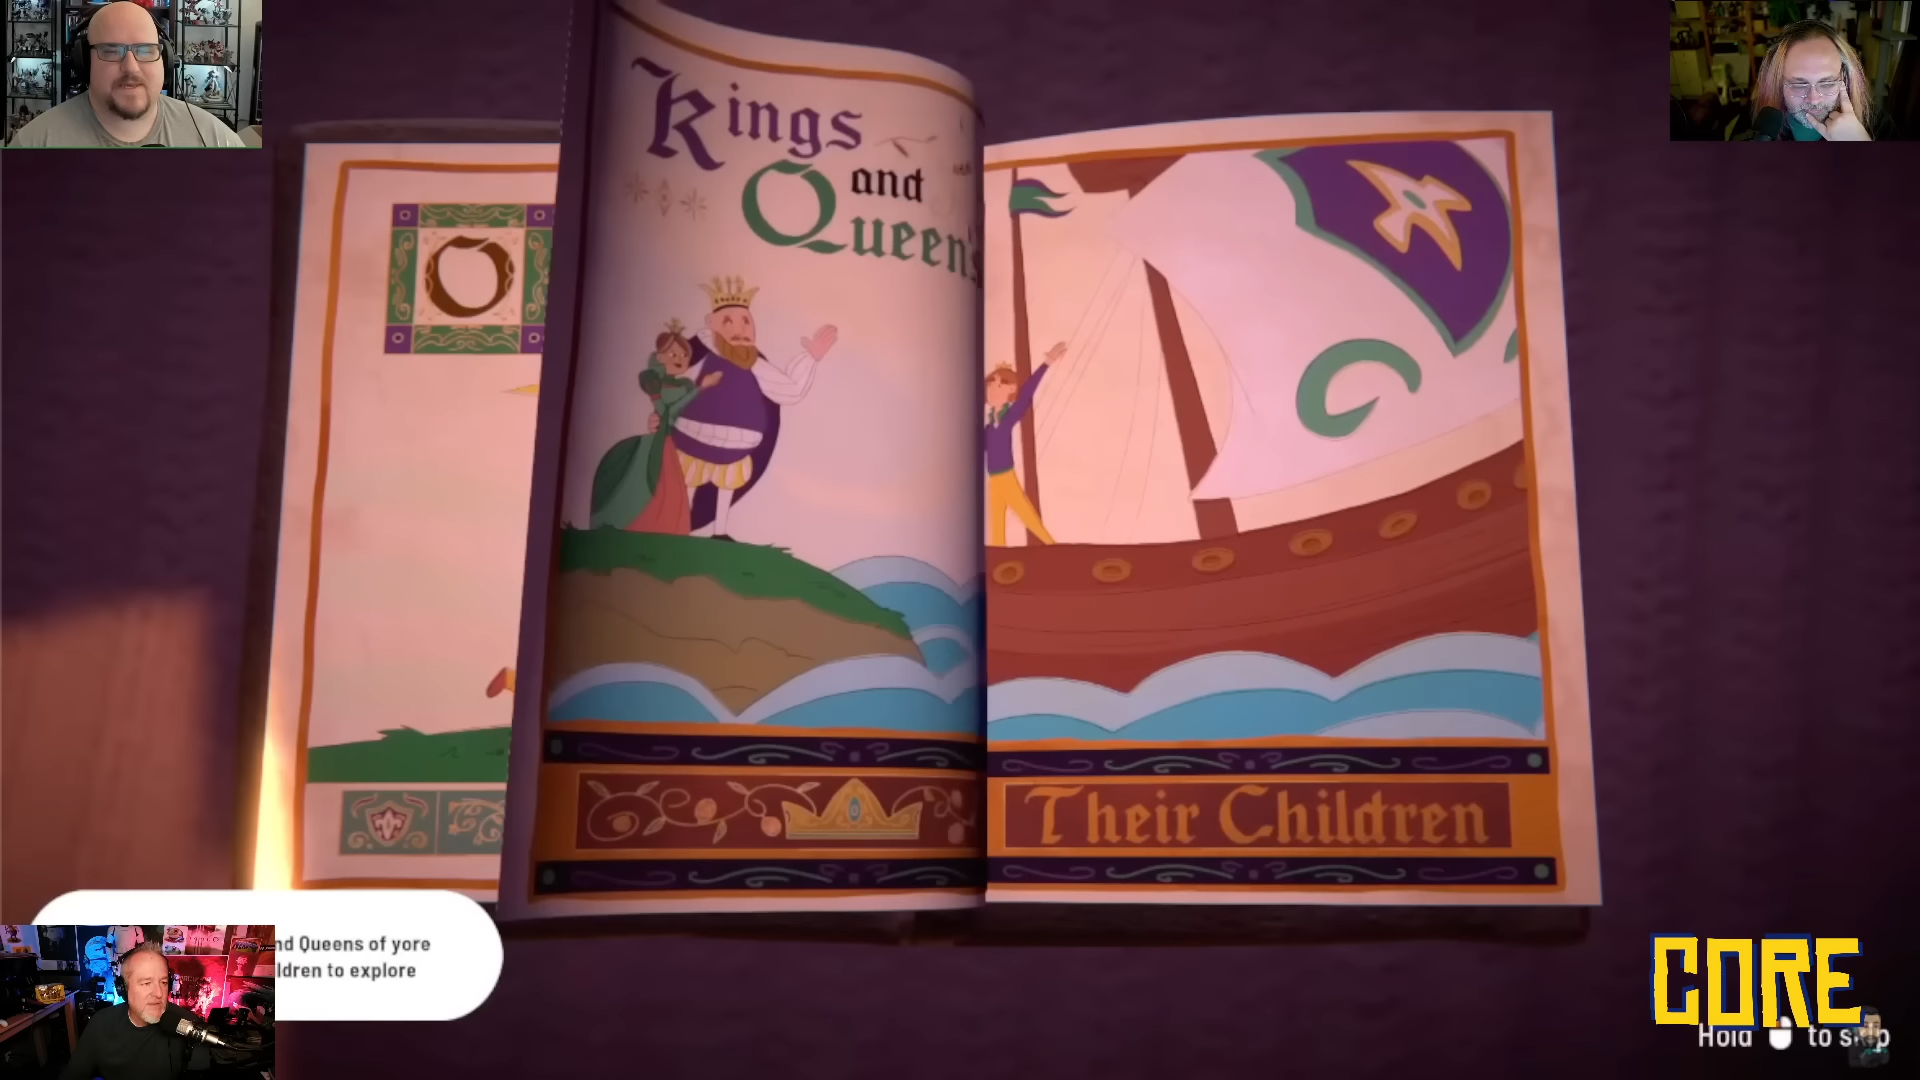 Kings
and
Queens
O
Their Children
nd Queens of yore
ldren to explore
CORE
Hold to skip